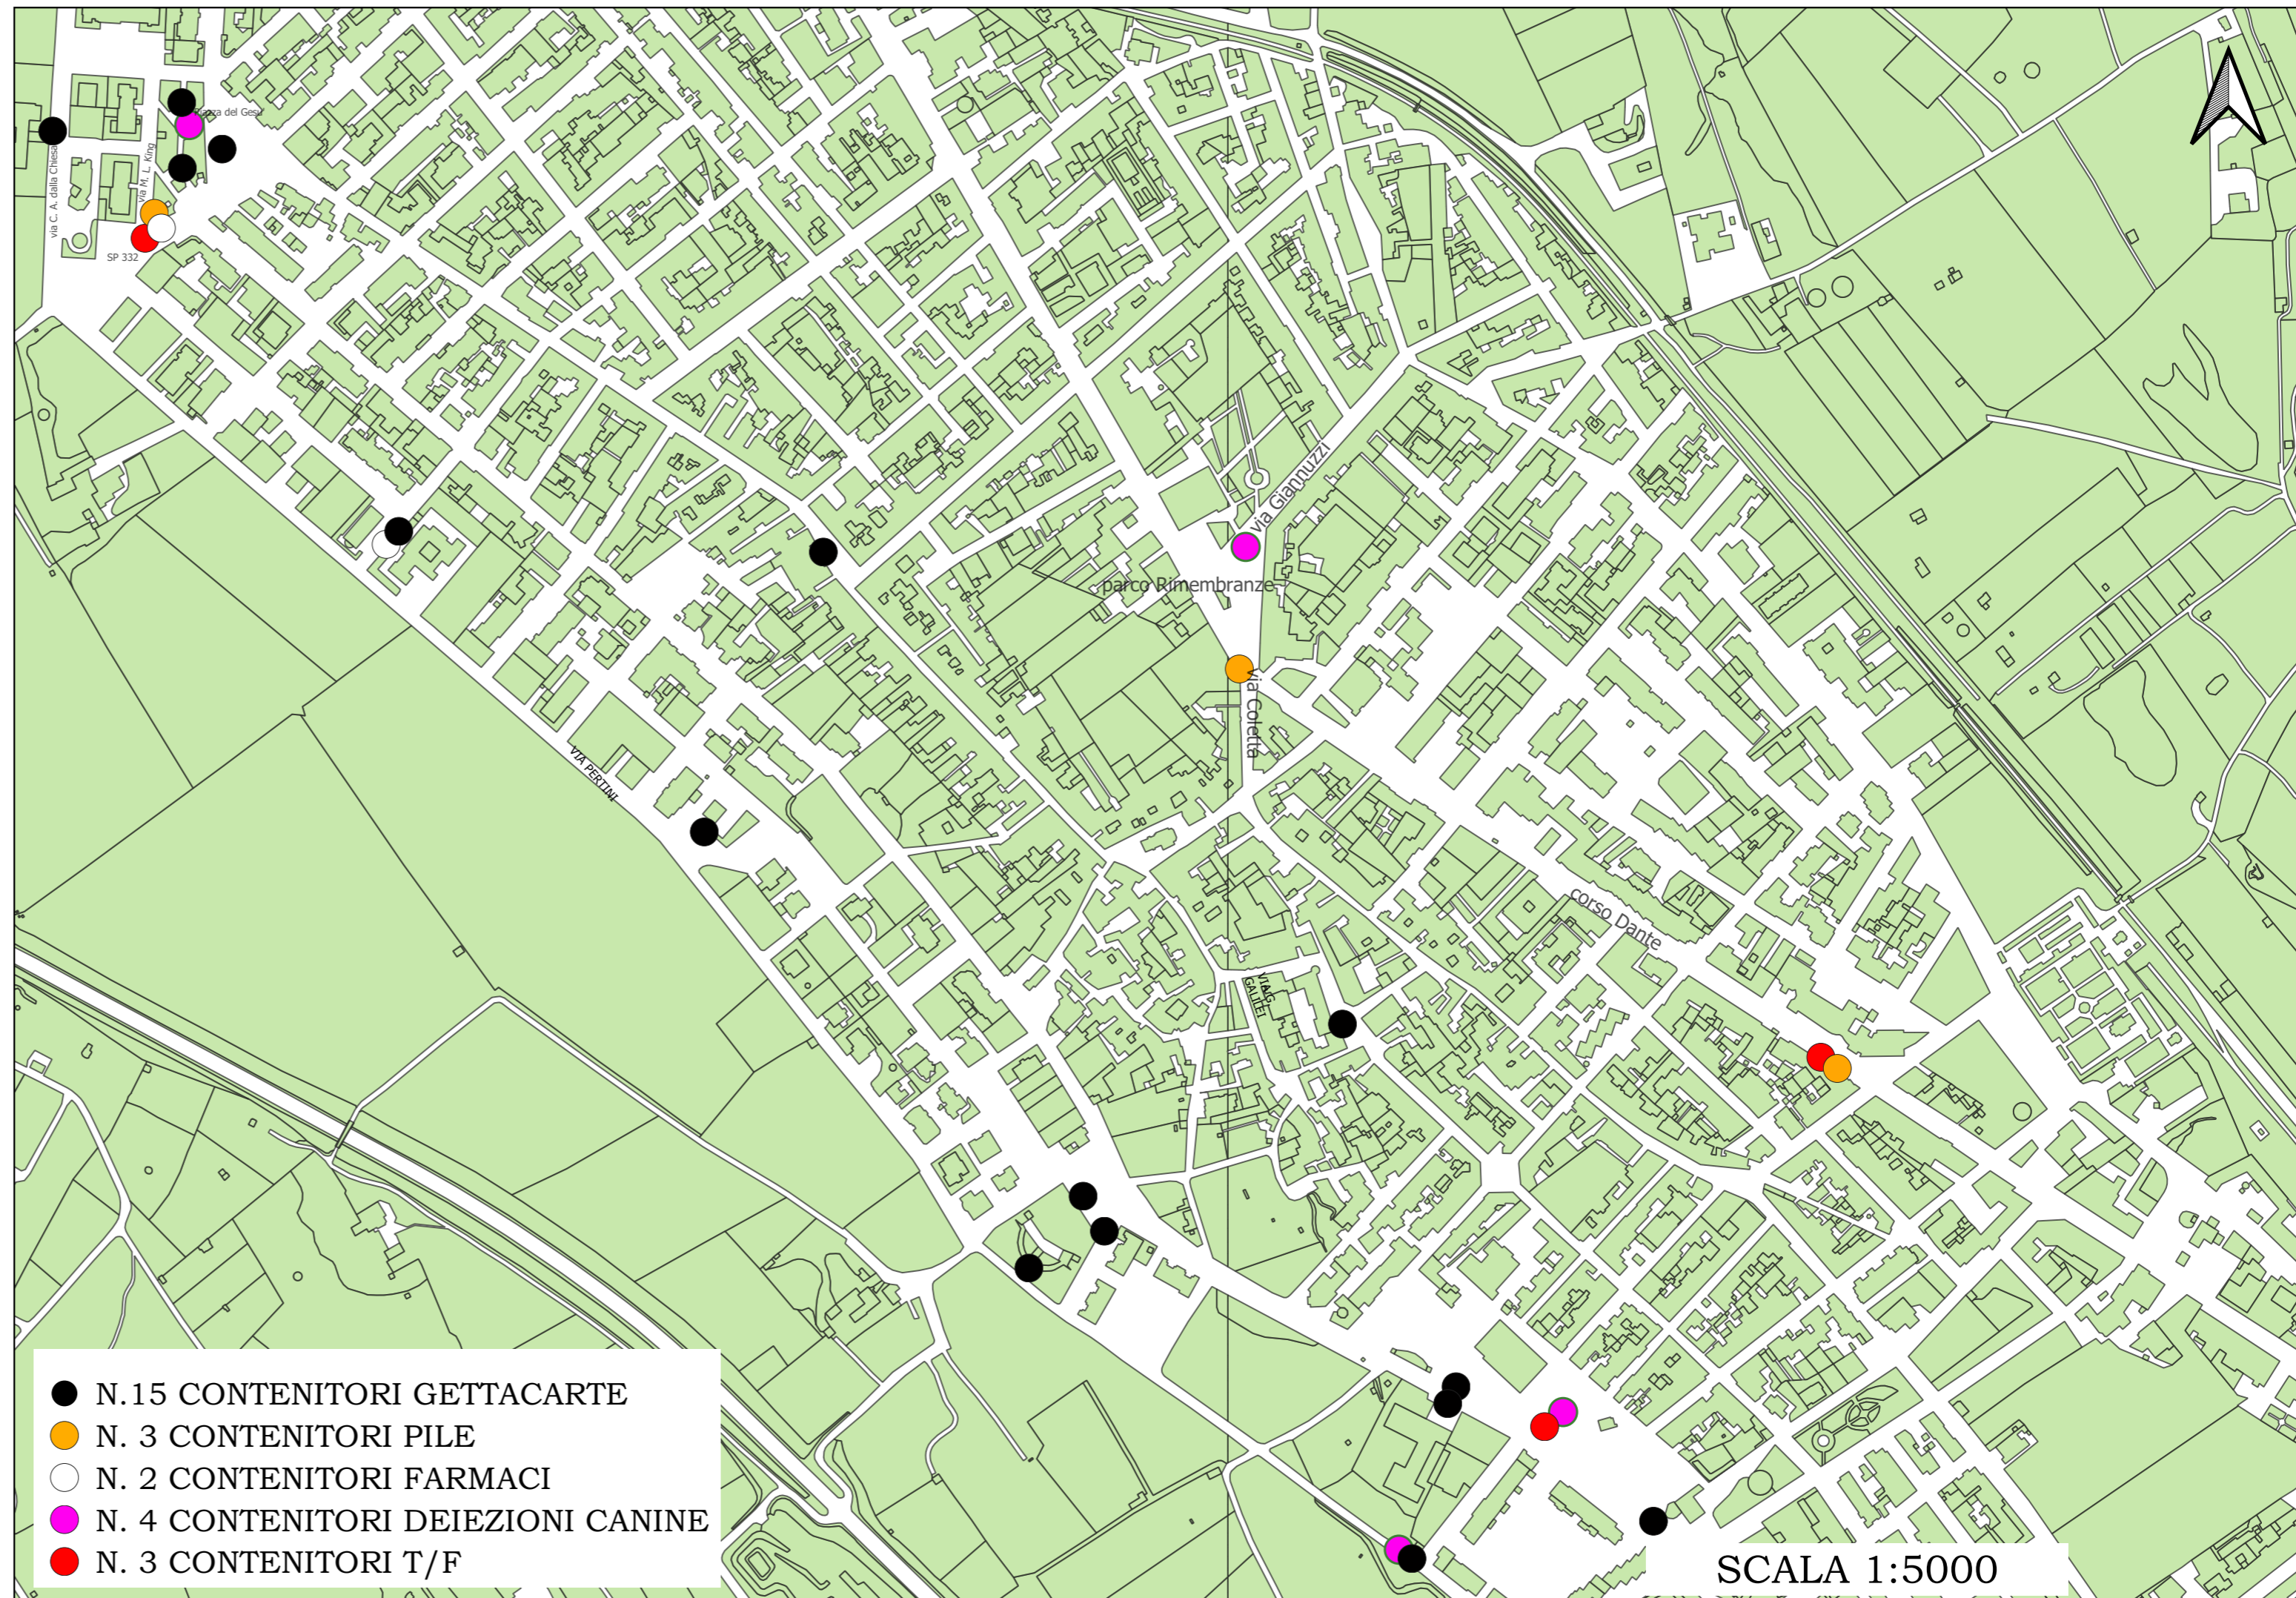 Piazza del Gesù
via C. A. dalla Chiesa
via M. L. King
SP 332
via Giannuzzi
parco Rimembranze
via Coletta
VIA PERTINI
corso Dante
VIA G.
GALILEI
N.15 CONTENITORI GETTACARTE
N. 3 CONTENITORI PILE
N. 2 CONTENITORI FARMACI
N. 4 CONTENITORI DEIEZIONI CANINE
N. 3 CONTENITORI T/F
SCALA 1:5000